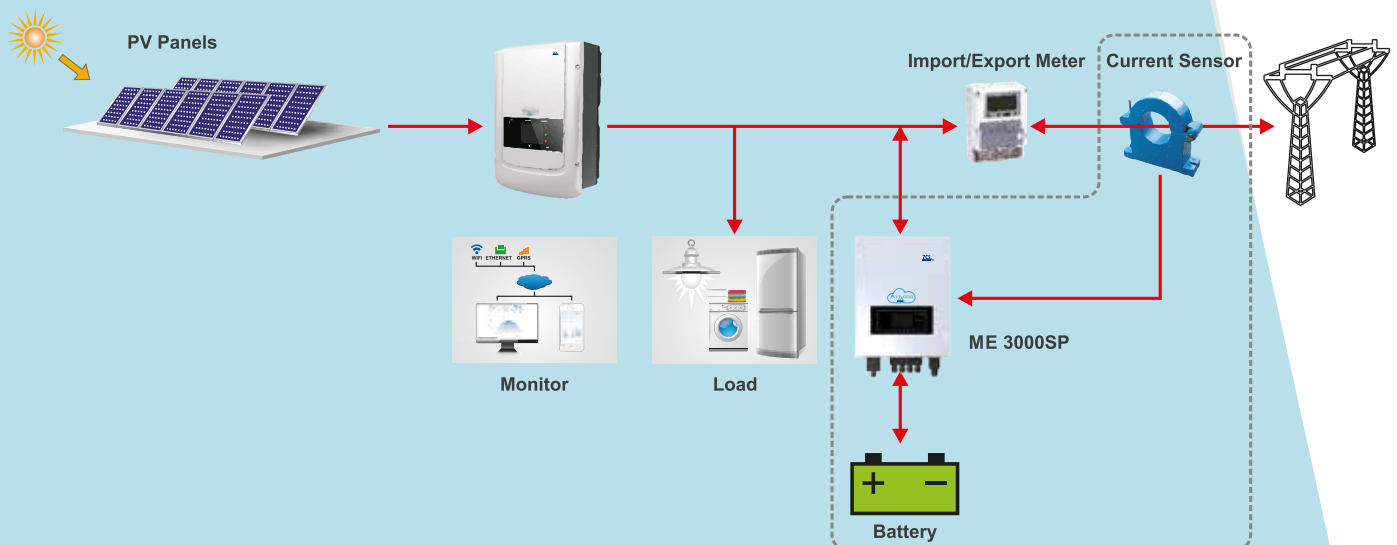 PV Panels
Import/Export Meter
Current Sensor
WIFI ETHERNET GPRS
ME 3000SP
Monitor
Load
+ −
Battery